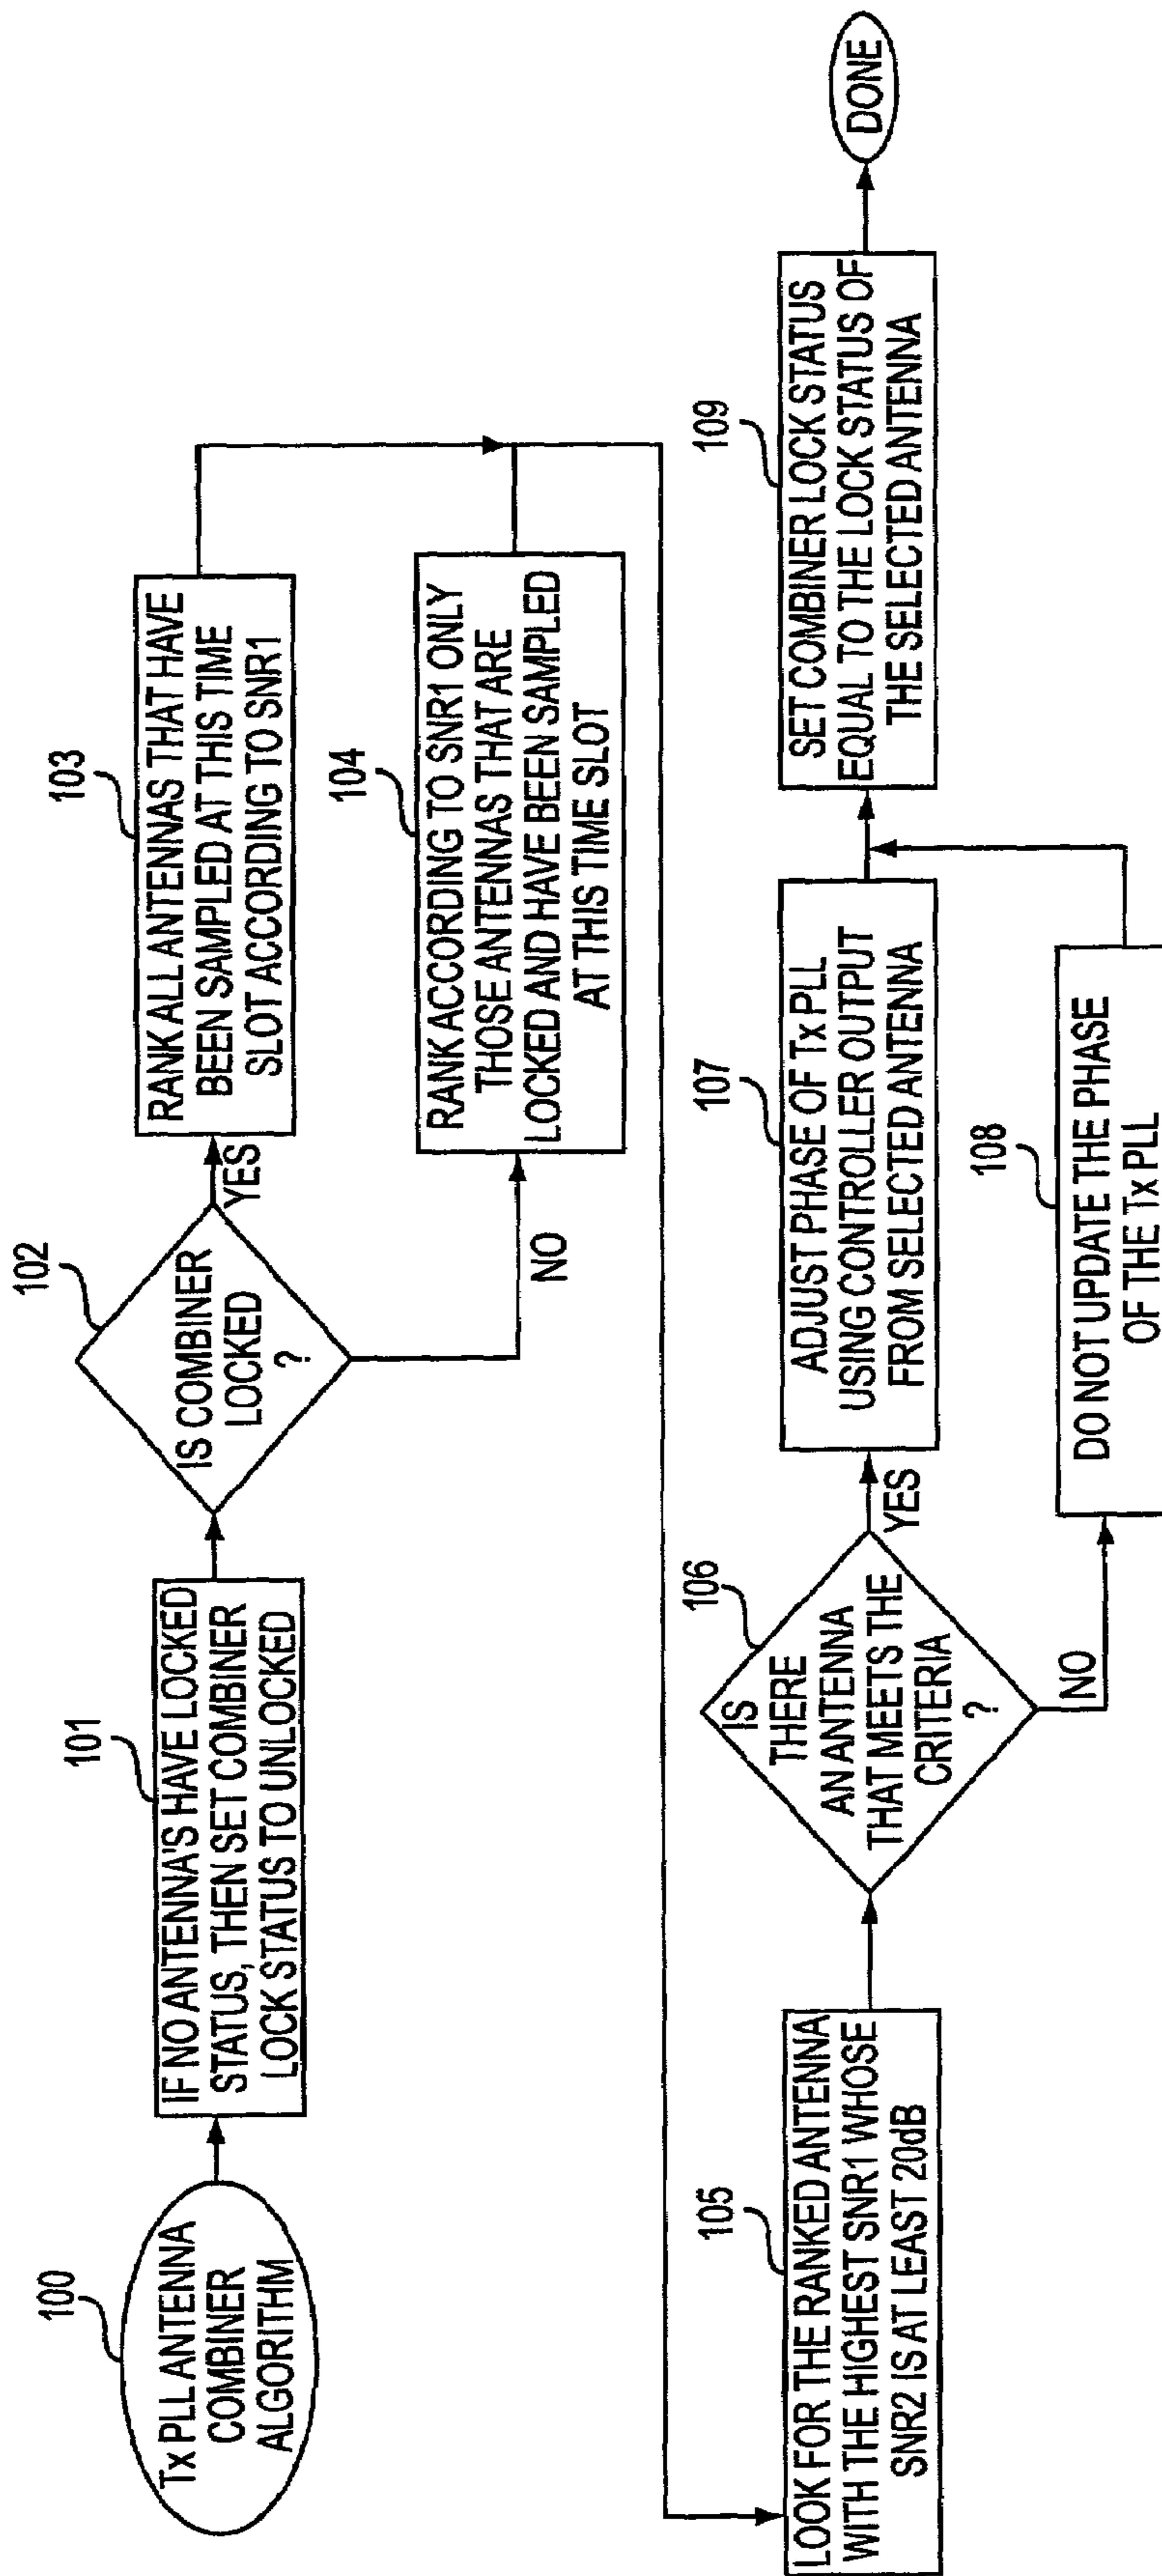 100
Tx PLL ANTENNA
COMBINER
ALGORITHM
101
IF NO ANTENNA'S HAVE LOCKED
STATUS, THEN SET COMBINER
LOCK STATUS TO UNLOCKED
102
IS COMBINER
LOCKED
?
YES
NO
103
RANK ALL ANTENNAS THAT HAVE
BEEN SAMPLED AT THIS TIME
SLOT ACCORDING TO SNR1
104
RANK ACCORDING TO SNR1 ONLY
THOSE ANTENNAS THAT ARE
LOCKED AND HAVE BEEN SAMPLED
AT THIS TIME SLOT
105
LOOK FOR THE RANKED ANTENNA
WITH THE HIGHEST SNR1 WHOSE
SNR2 IS AT LEAST 20dB
106
IS
THERE
AN ANTENNA
THAT MEETS THE
CRITERIA
?
YES
NO
107
ADJUST PHASE OF Tx PLL
USING CONTROLLER OUTPUT
FROM SELECTED ANTENNA
108
DO NOT UPDATE THE PHASE
OF THE Tx PLL
109
SET COMBINER LOCK STATUS
EQUAL TO THE LOCK STATUS OF
THE SELECTED ANTENNA
DONE